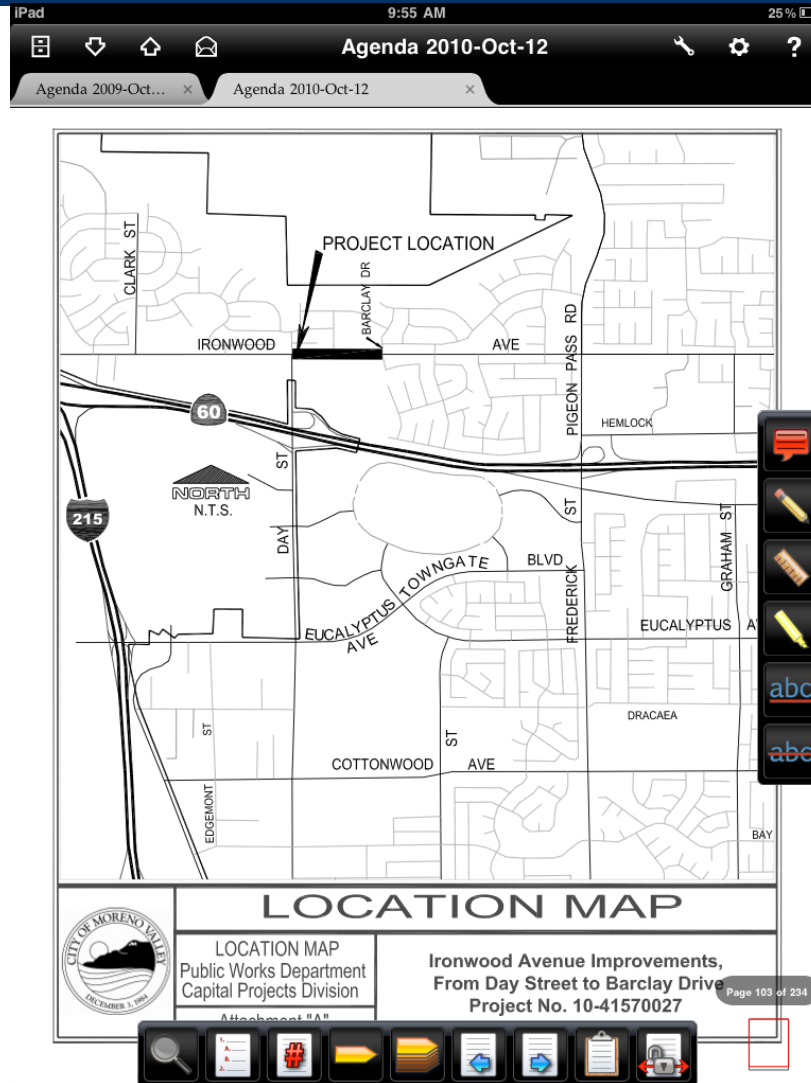 iPad
9:55 AM
25%
Agenda 2010-Oct-12
?
Agenda 2009-Oct... ×
Agenda 2010-Oct-12 ×
CLARK ST
PROJECT LOCATION
BARCLAY DR
IRONWOOD AVE
PIGEON PASS RD
60
HEMLOCK
NORTH
N.T.S.
215
DAY ST
FREDERICK ST
GRAHAM ST
TOWNGATE BLVD
EUCALYPTUS AVE
EUCALYPTUS A
abc
abc
DRACAEA
EDGEMONT ST
COTTONWOOD AVE
ST
BAY
LOCATION MAP
CITY OF MORENO VALLEY
DECEMBER 3, 1984
LOCATION MAP
Public Works Department
Capital Projects Division
Attachment "A"
Ironwood Avenue Improvements,
From Day Street to Barclay Drive
Project No. 10-41570027
Page 103 of 234
1.
A.
B.
2.
#